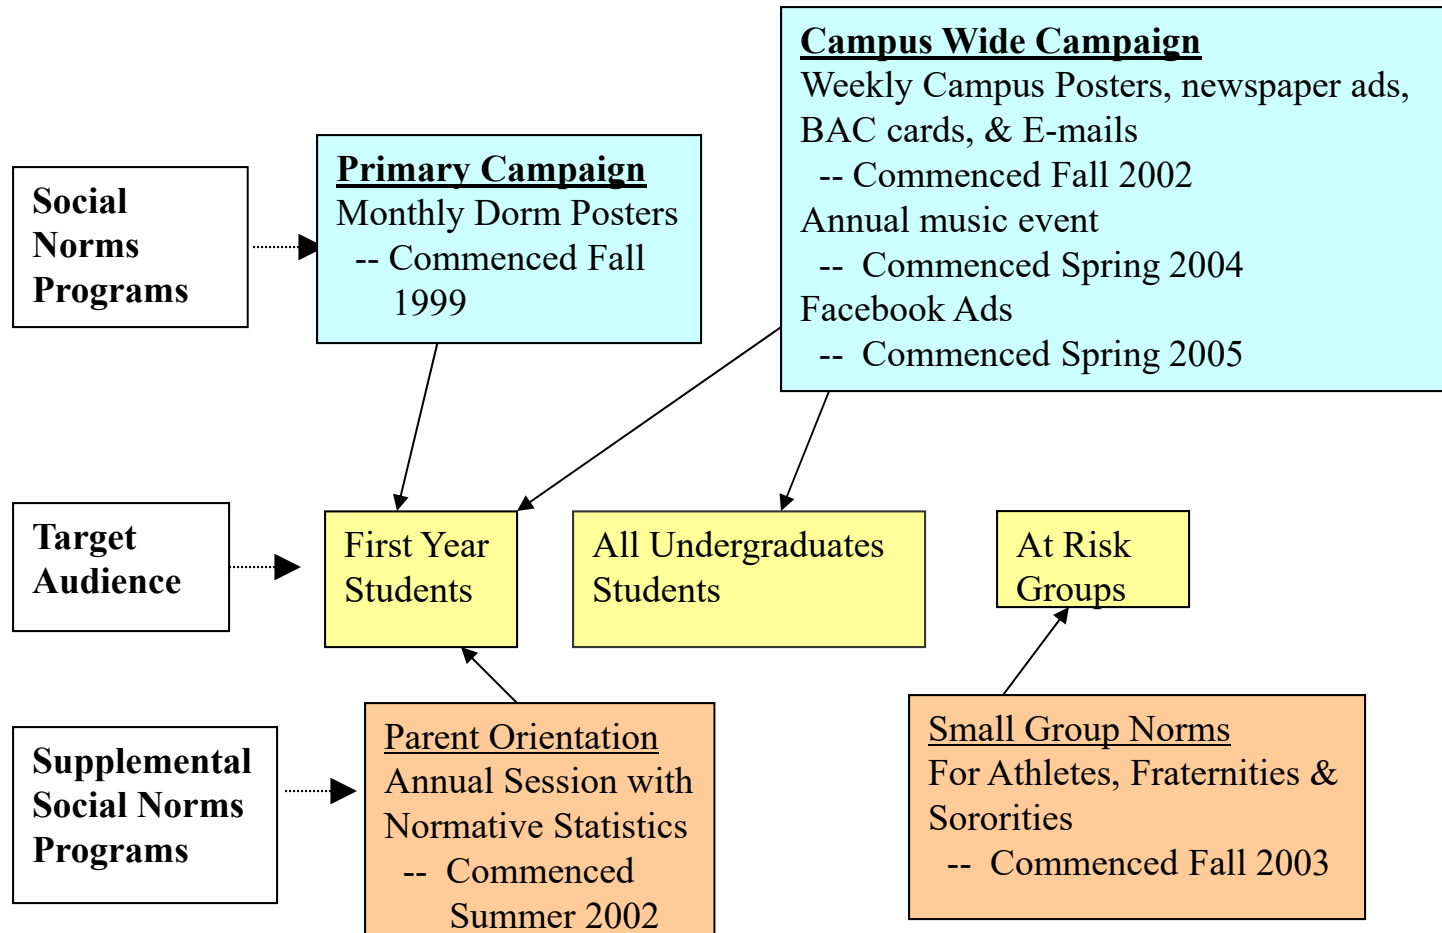 Campus Wide Campaign
Weekly Campus Posters, newspaper ads,
BAC cards, & E-mails
-- Commenced Fall 2002
Annual music event
-- Commenced Spring 2004
Facebook Ads
-- Commenced Spring 2005
Primary Campaign
Monthly Dorm Posters
-- Commenced Fall
1999
Social
Norms
Programs
Target
Audience
First Year
Students
All Undergraduates
Students
At Risk
Groups
Supplemental
Social Norms
Programs
Parent Orientation
Annual Session with
Normative Statistics
-- Commenced
Summer 2002
Small Group Norms
For Athletes, Fraternities &
Sororities
-- Commenced Fall 2003